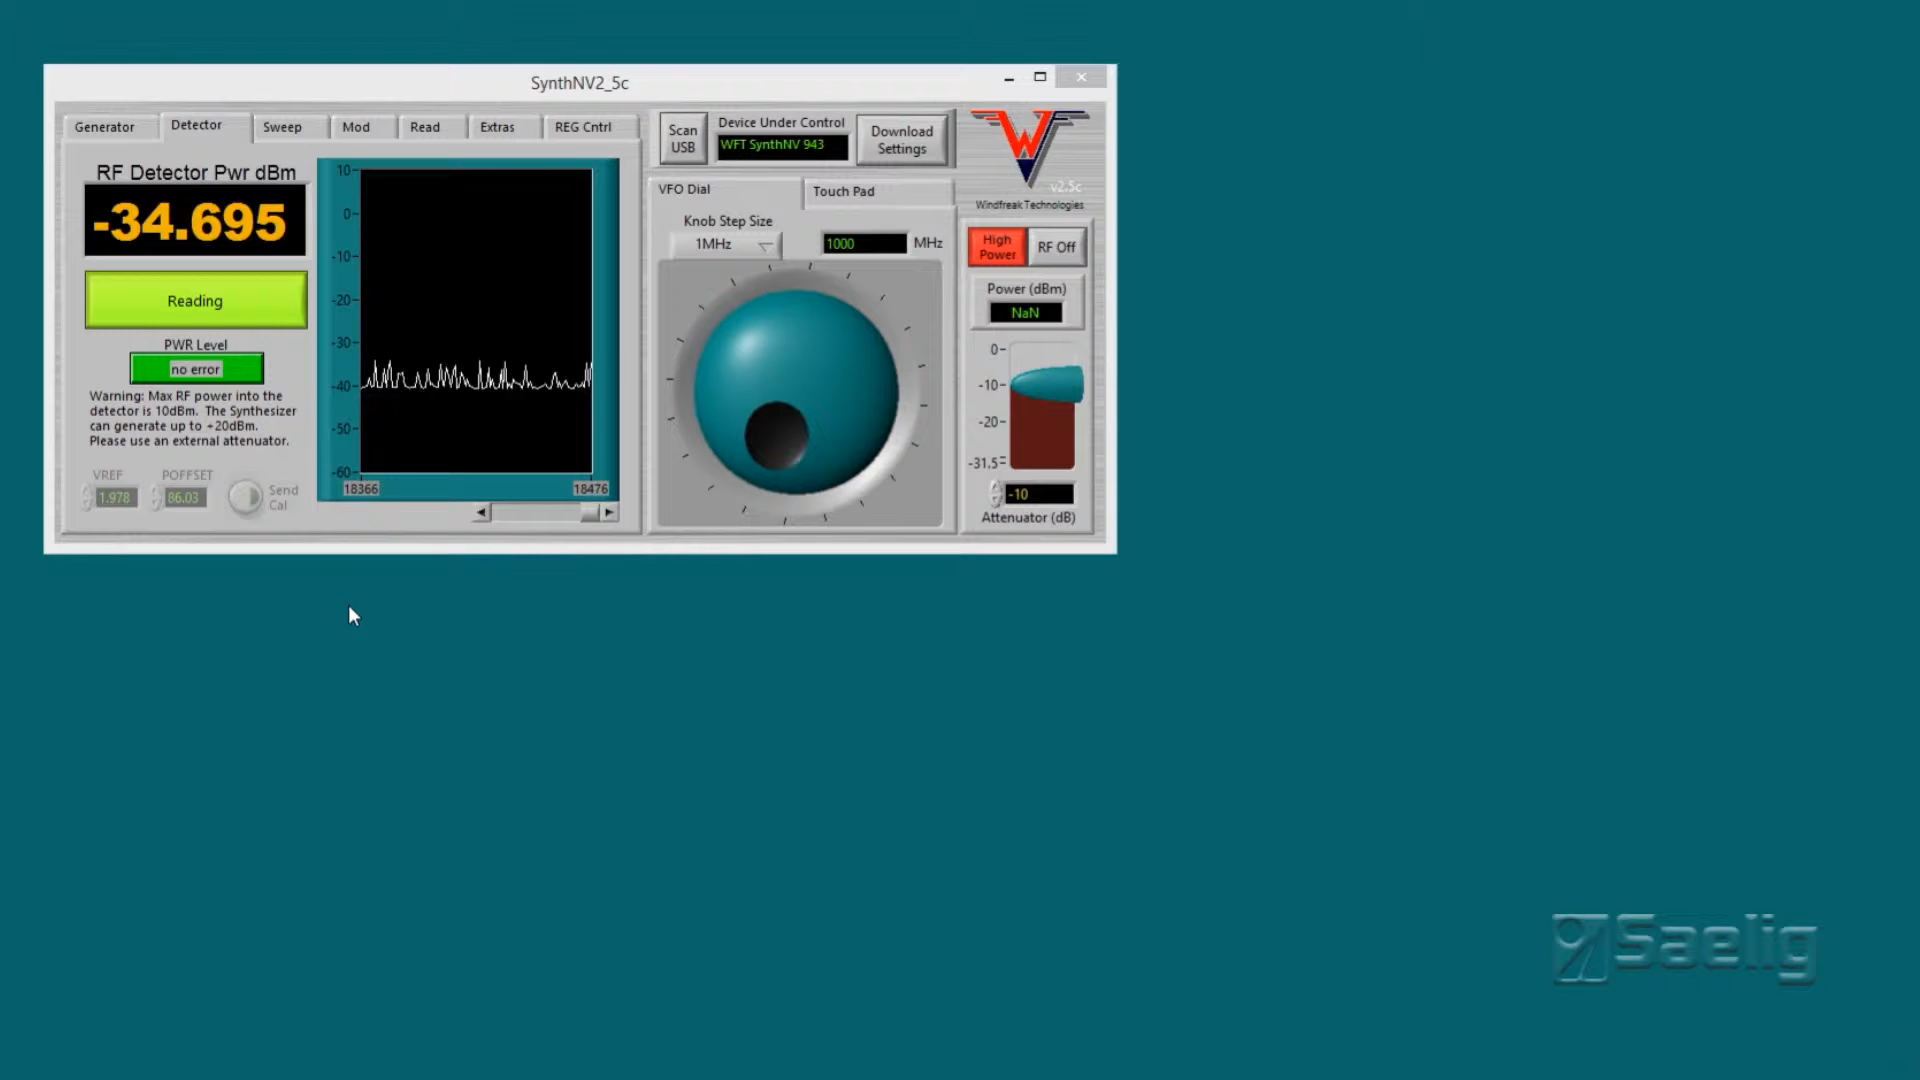 SynthNV2_5c
Generator
Detector
Sweep
Mod
Read
Extras
REG Cntrl
RF Detector Pwr dBm
-34.695
Reading
PWR Level
no error
Warning: Max RF power into the
detector is 10dBm. The Synthesizer
can generate up to +20dBm.
Please use an external attenuator.
VREF
1.978
POFFSET
86.03
Send
Cal
10
0
-10
-20
-30
-40
-50
-60
18366
18476
Scan
USB
Device Under Control
WFT SynthNV 943
Download
Settings
VFO Dial
Touch Pad
Knob Step Size
1MHz
1000
MHz
W
v2.5c
Windfreak Technologies
High
Power
RF Off
Power (dBm)
NaN
0
-10
-20
-31.5
-10
Attenuator (dB)
Saelig